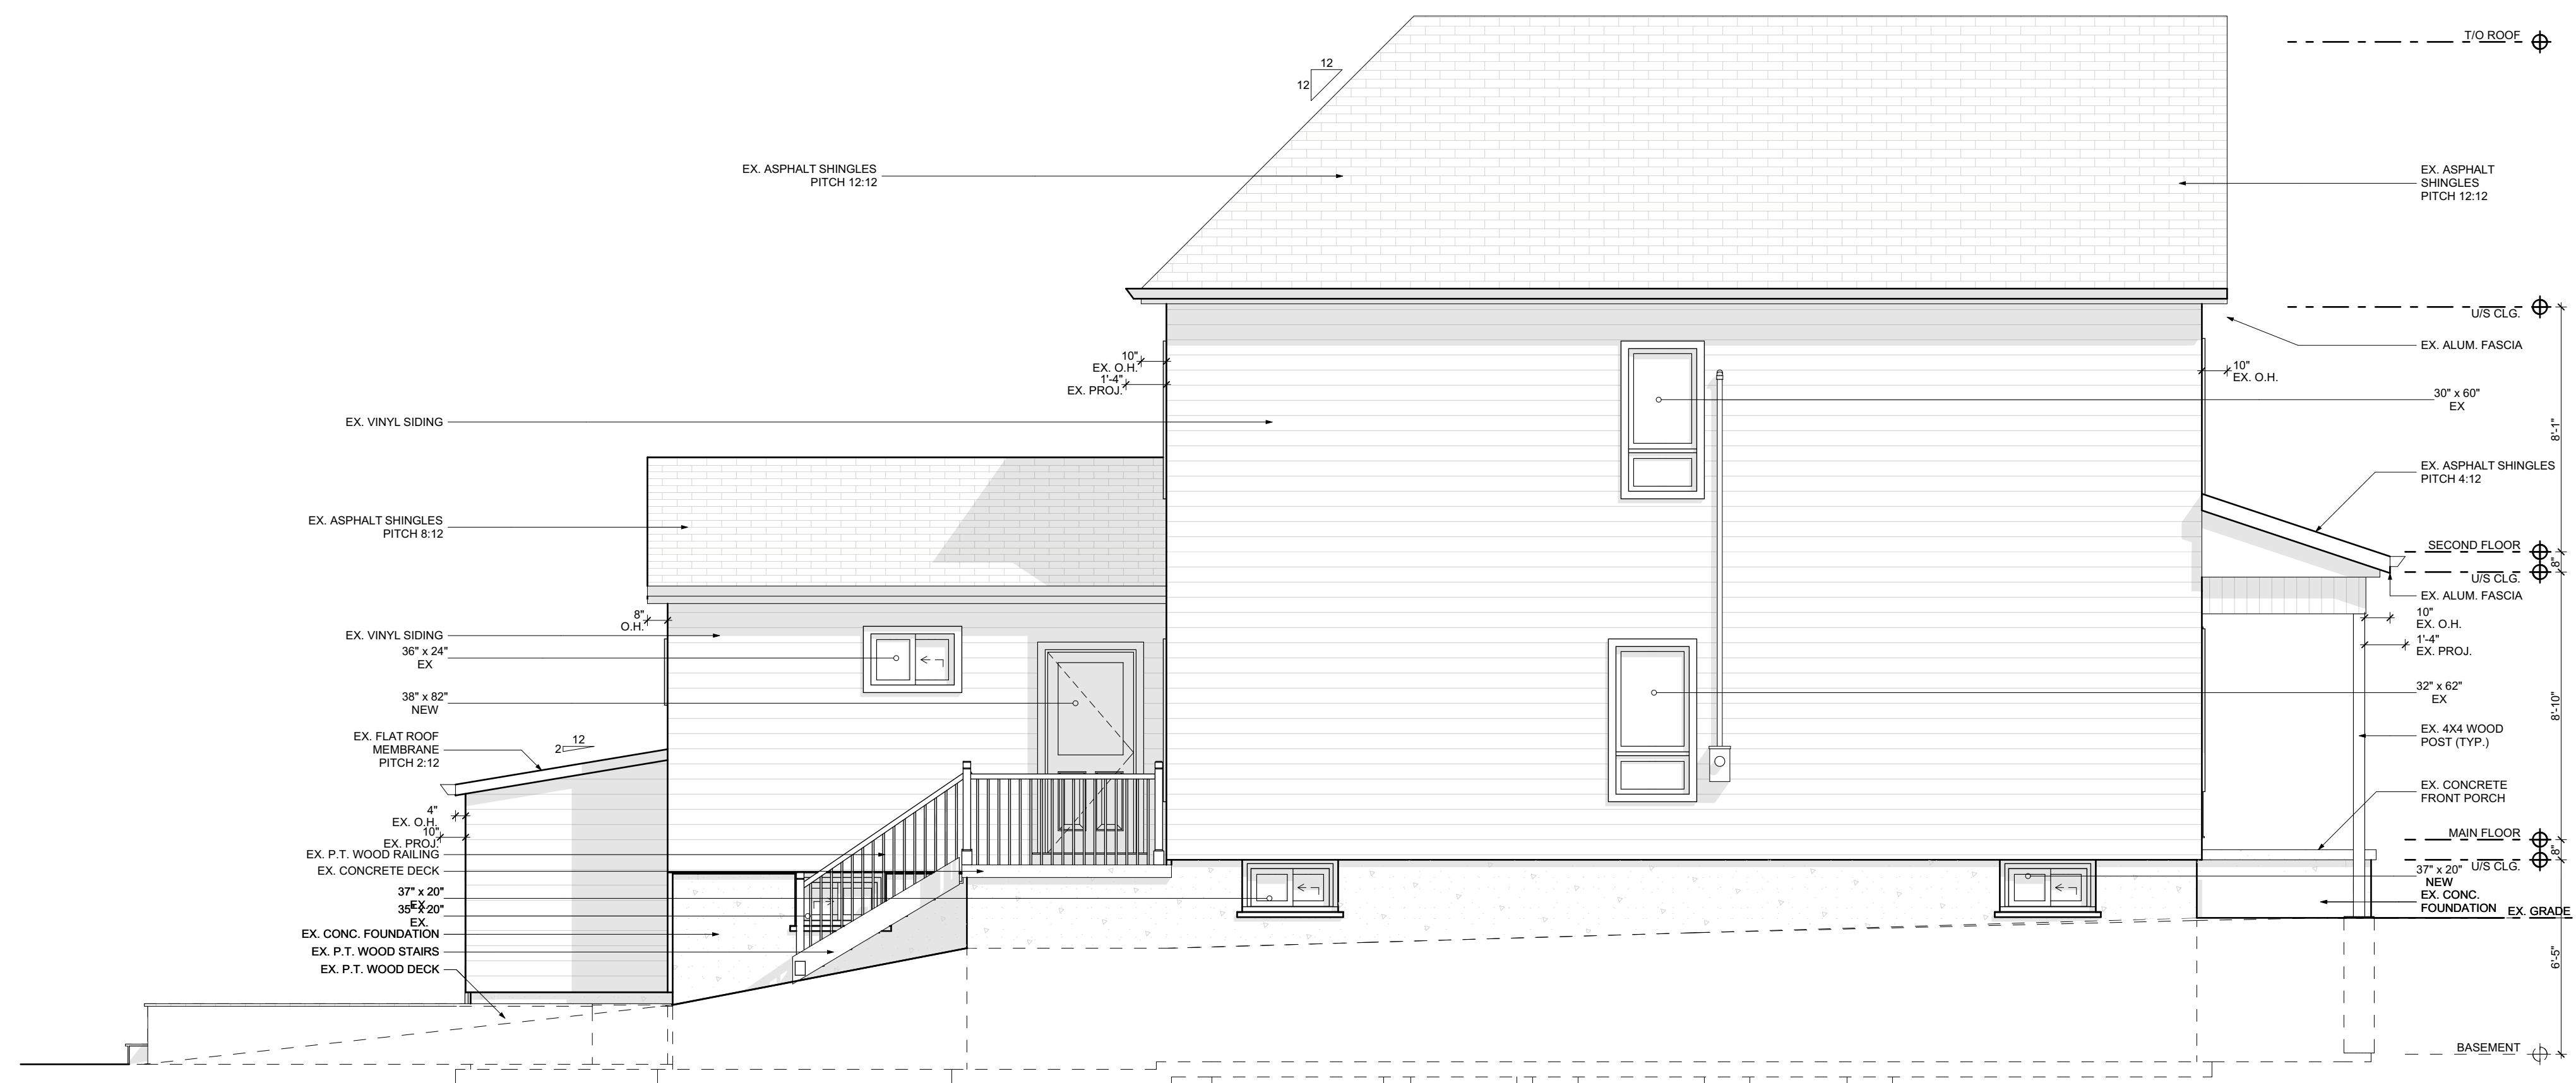 T/O ROOF
12
12
EX. ASPHALT SHINGLES
PITCH 12:12
EX. ASPHALT
SHINGLES
PITCH 12:12
U/S CLG.
EX. ALUM. FASCIA
10"
EX. O.H.
1'-4"
EX. PROJ.
10"
EX. O.H.
30" x 60"
EX
EX. VINYL SIDING
8'-1"
EX. ASPHALT SHINGLES
PITCH 4:12
EX. ASPHALT SHINGLES
PITCH 8:12
SECOND FLOOR
8"
U/S CLG.
EX. ALUM. FASCIA
8"
O.H.
10"
EX. O.H.
EX. VINYL SIDING
1'-4"
EX. PROJ.
36" x 24"
EX
38" x 82"
NEW
32" x 62"
EX
8'-10"
EX. FLAT ROOF
MEMBRANE
PITCH 2:12
12
2
EX. 4X4 WOOD
POST (TYP.)
EX. CONCRETE
FRONT PORCH
4"
EX. O.H.
10"
EX. PROJ.
MAIN FLOOR
8"
U/S CLG.
EX. P.T. WOOD RAILING
EX. CONCRETE DECK
37" x 20"
EX.
35" x 20"
EX.
37" x 20"
NEW
EX. CONC.
FOUNDATION
EX. GRADE
EX. CONC. FOUNDATION
EX. P.T. WOOD STAIRS
EX. P.T. WOOD DECK
6'-5"
BASEMENT